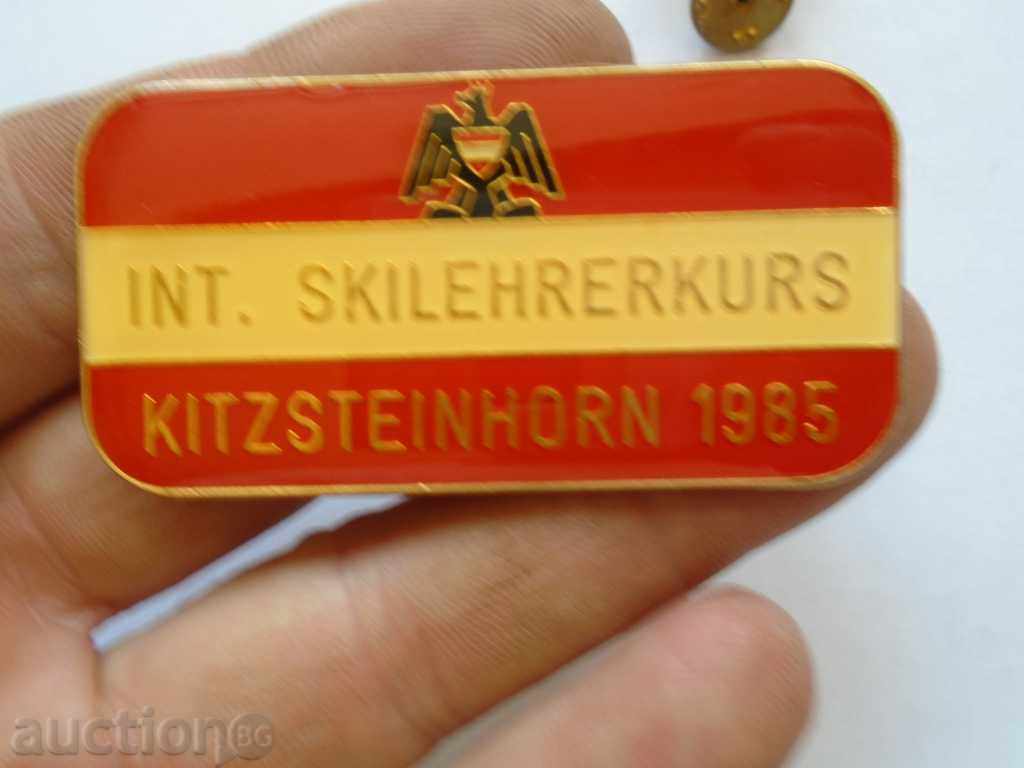 INT. SKILEHRERKURS
KITZSTEINHORN 1985
auction BG